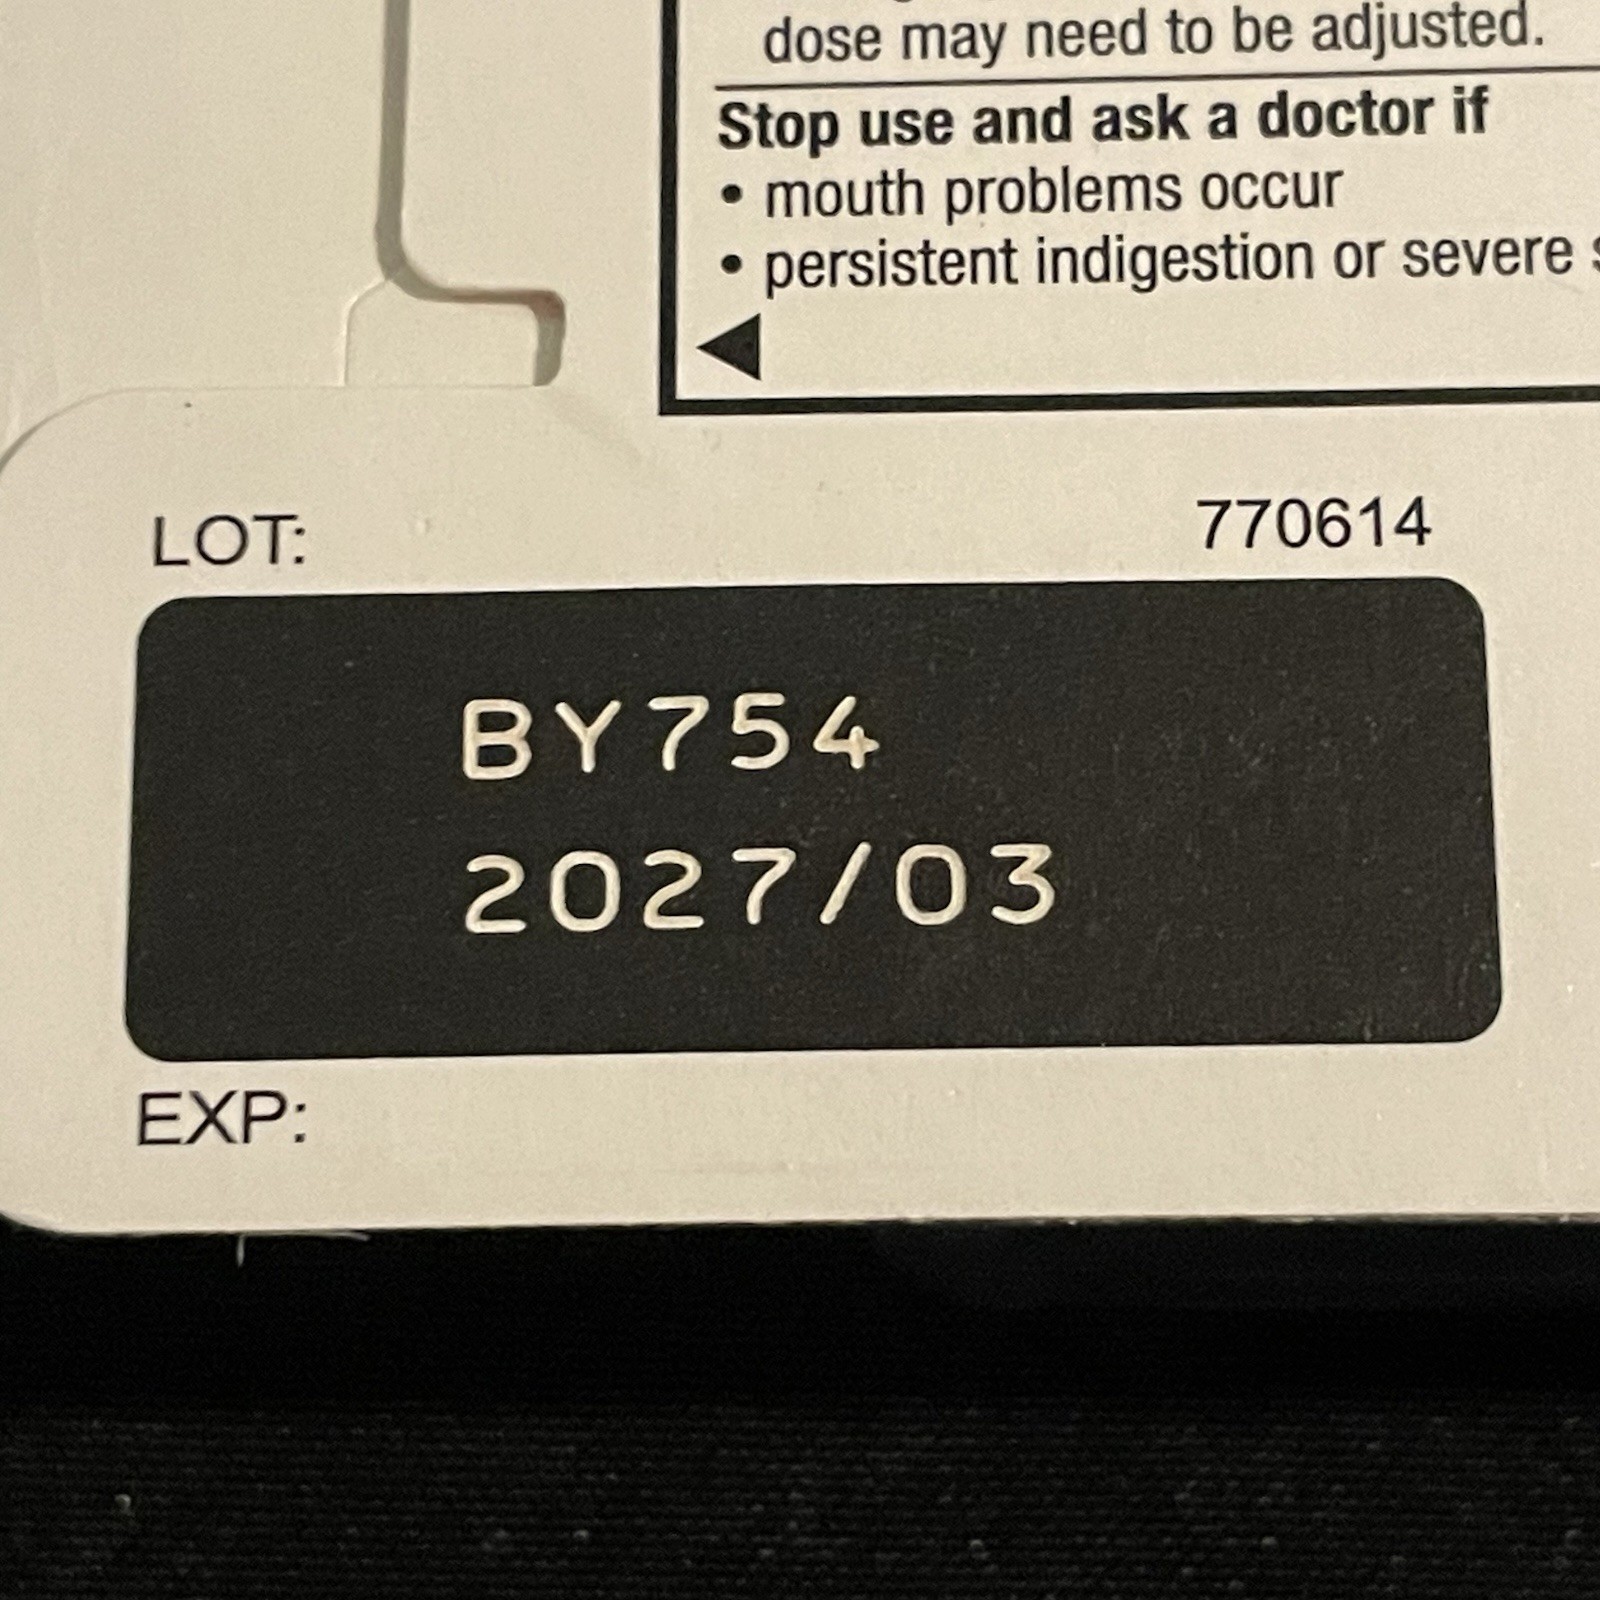 dose may need to be adjusted.
Stop use and ask a doctor if
• mouth problems occur
• persistent indigestion or severe
LOT:
770614
BY754
2027/03
EXP: